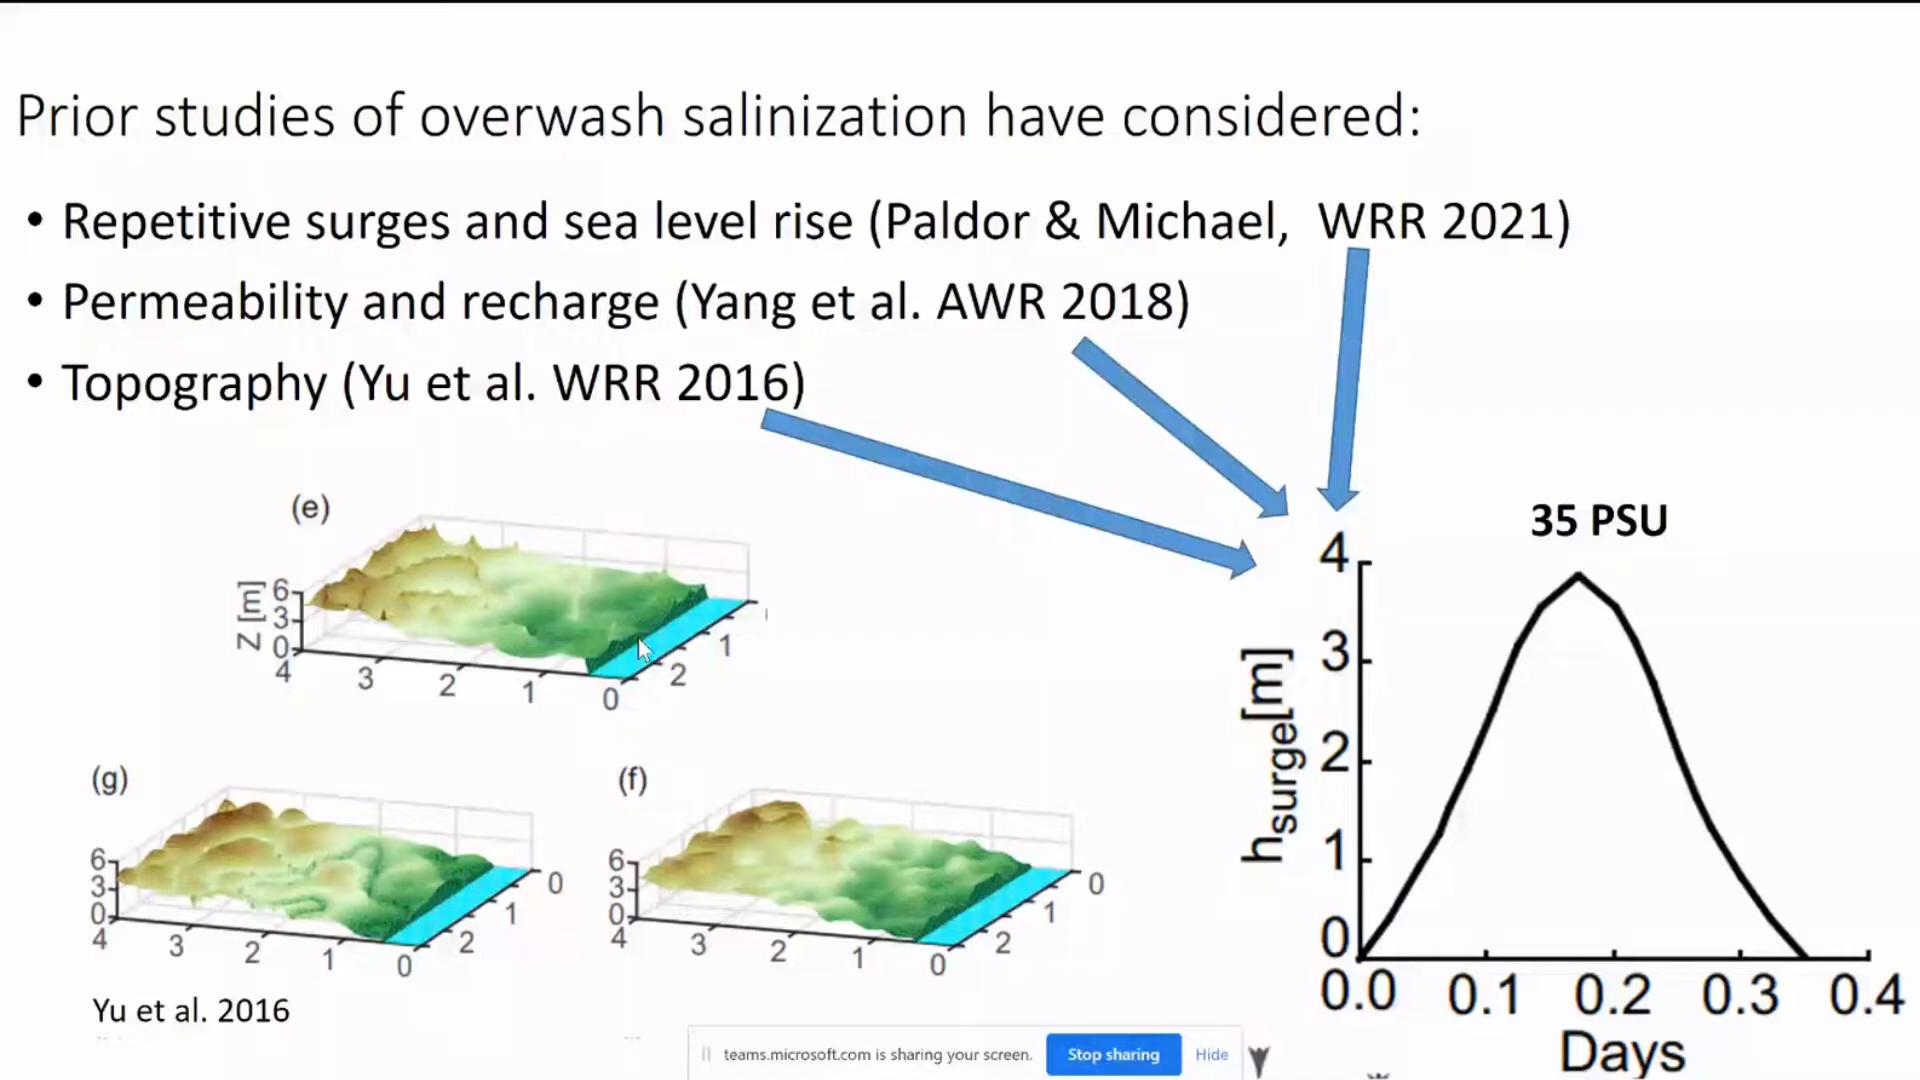 Prior studies of overwash salinization have considered:
• Repetitive surges and sea level rise (Paldor & Michael,  WRR 2021)
• Permeability and recharge (Yang et al. AWR 2018)
• Topography (Yu et al. WRR 2016)
(e)
Z [m]
6
3
0
4 3 2 1 0
2 1
(g)
6
3
0
4 3 2 1 0
2 1 0
(f)
6
3
0
4 3 2 1 0
2 1 0
Yu et al. 2016
35 PSU
hsurge[m]
4
3
2
1
0
0.0 0.1 0.2 0.3 0.4
Days
teams.microsoft.com is sharing your screen.
Stop sharing
Hide